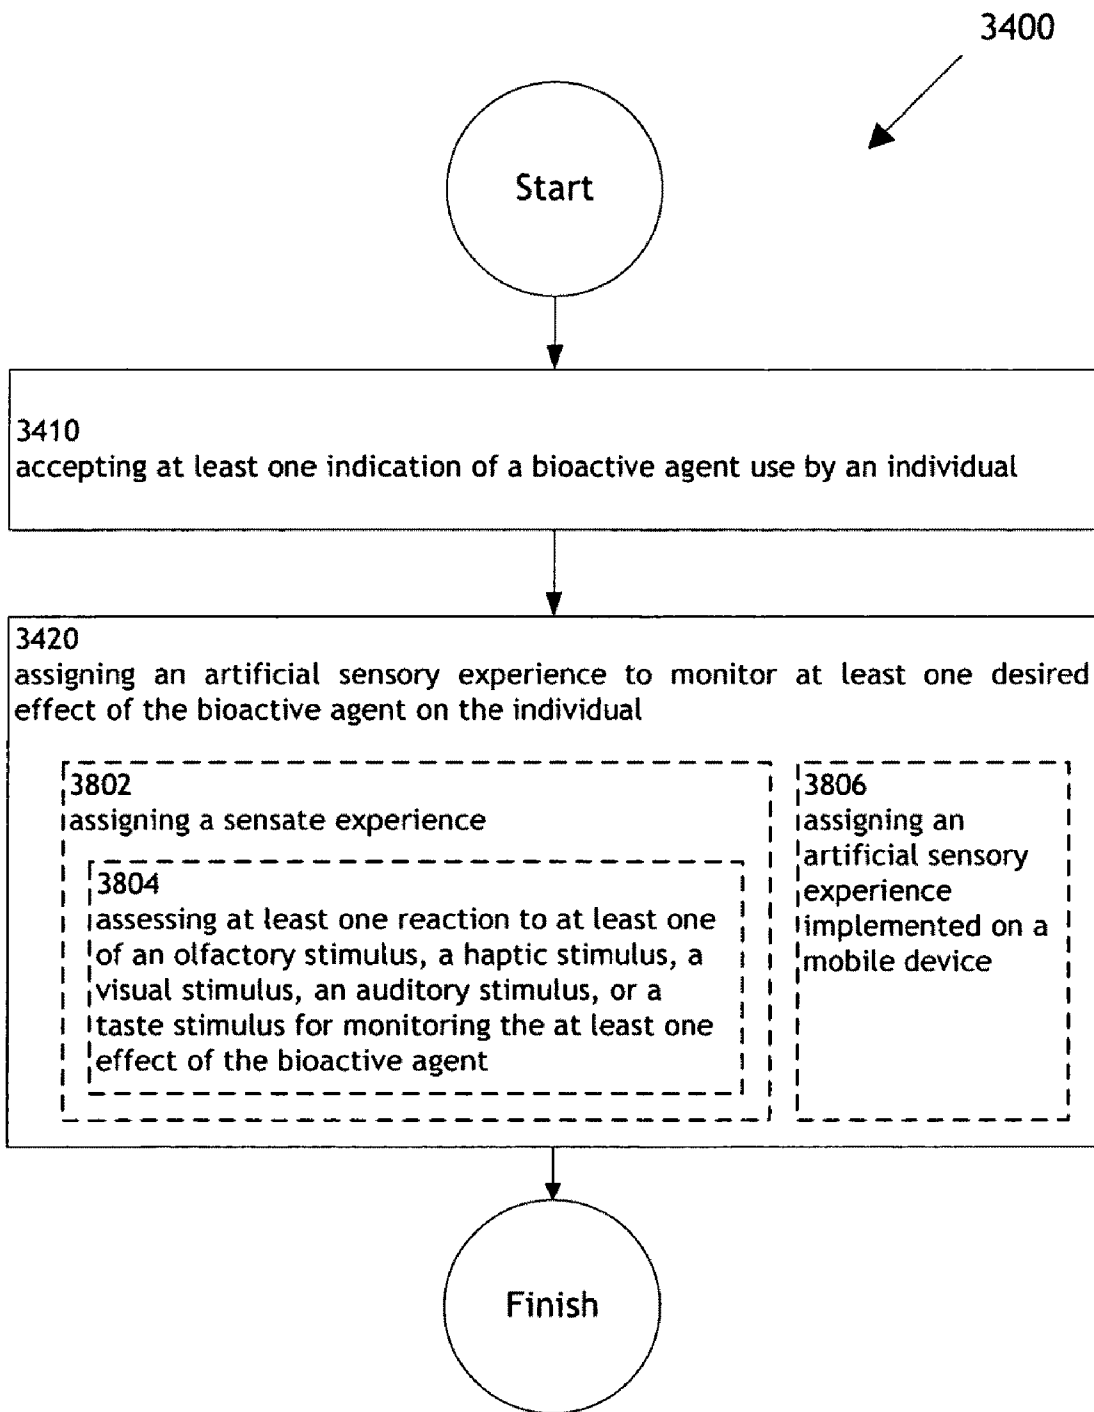 3400
Start
3410
accepting at least one indication of a bioactive agent use by an individual
3420
assigning an artificial sensory experience to monitor at least one desired
effect of the bioactive agent on the individual
3802
assigning a sensate experience
3804
assessing at least one reaction to at least one
of an olfactory stimulus, a haptic stimulus, a
visual stimulus, an auditory stimulus, or a
taste stimulus for monitoring the at least one
effect of the bioactive agent
3806
assigning an
artificial sensory
experience
implemented on a
mobile device
Finish